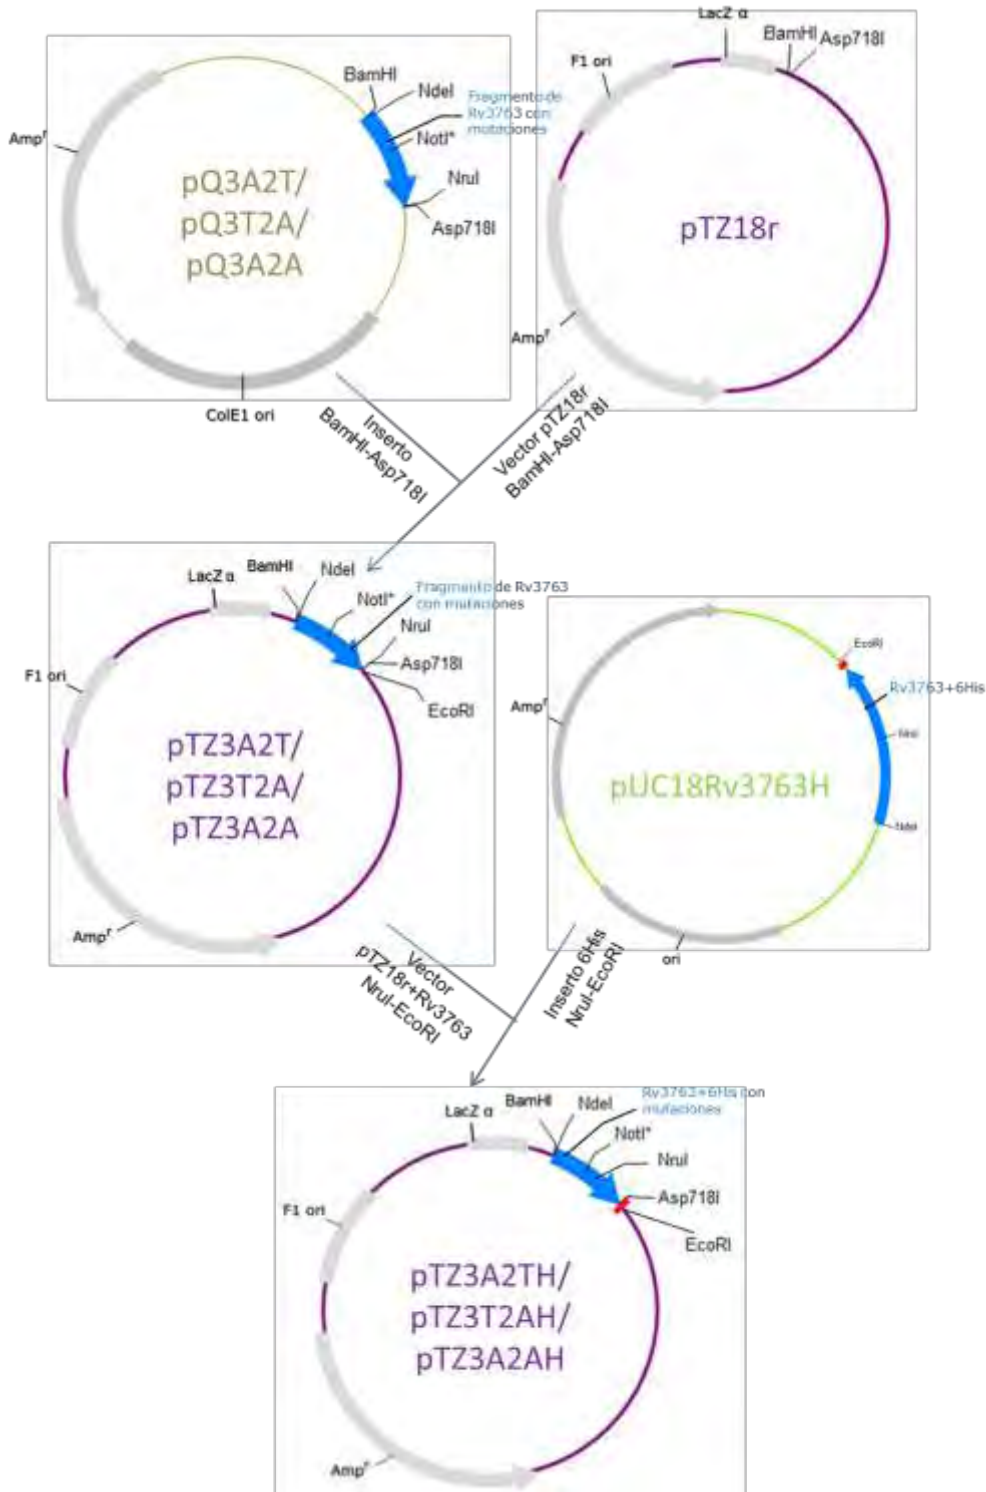 BamHI
NdeI
Fragmento de
Rv3763 con
mutaciones
NotI*
NruI
Asp718I
Ampʳ
pQ3A2T/
pQ3T2A/
pQ3A2A
ColE1 ori
LacZ α
BamHI
Asp718I
F1 ori
pTZ18r
Ampʳ
Inserto
BamHI-Asp718I
Vector pTZ18r
BamHI-Asp718I
LacZ α
BamHI
NdeI
NotI*
Fragmento de Rv3763
con mutaciones
NruI
Asp718I
EcoRI
F1 ori
pTZ3A2T/
pTZ3T2A/
pTZ3A2A
Ampʳ
EcoRI
Rv3763+6His
Ampʳ
NruI
pUC18Rv3763H
NdeI
ori
Vector
pTZ18r+Rv3763
NruI-EcoRI
Inserto 6His
NruI-EcoRI
LacZ α
BamHI
NdeI
Rv3763+6His con
mutaciones
NotI*
NruI
Asp718I
EcoRI
F1 ori
pTZ3A2TH/
pTZ3T2AH/
pTZ3A2AH
Ampʳ